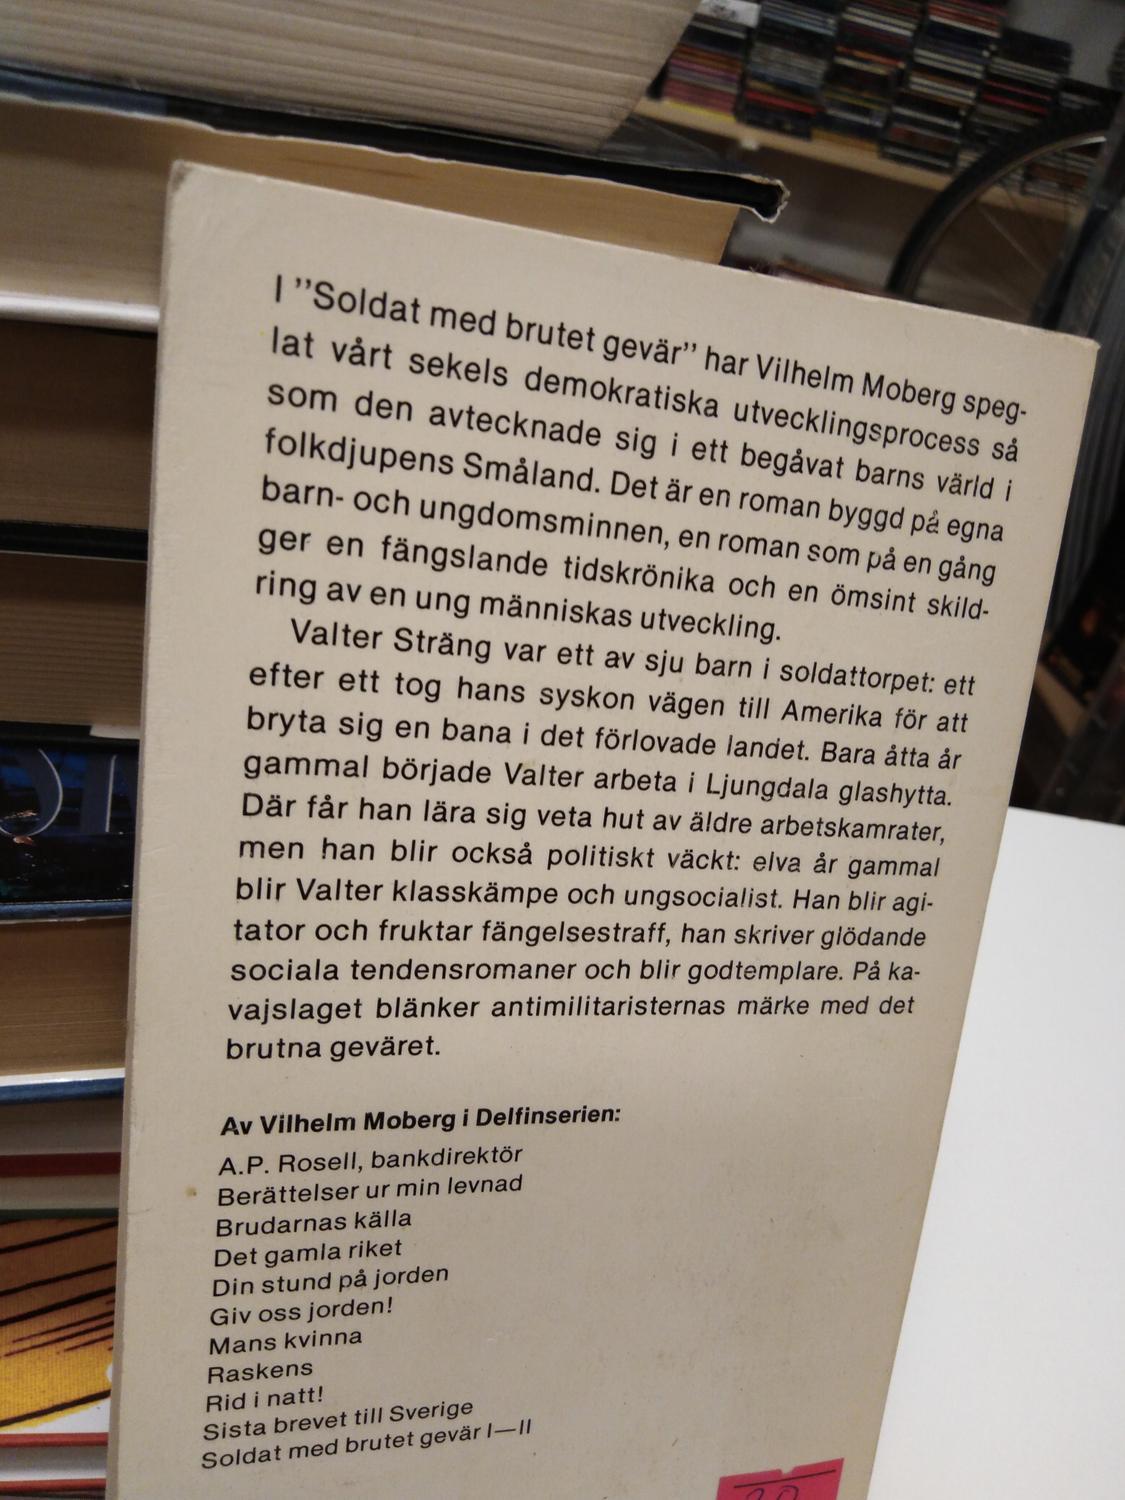 I ”Soldat med brutet gevär” har Vilhelm Moberg speg-
lat vårt sekels demokratiska utvecklingsprocess så
som den avtecknade sig i ett begåvat barns värld i
folkdjupens Småland. Det är en roman byggd på egna
barn- och ungdomsminnen, en roman som på en gång
ger en fängslande tidskrönika och en ömsint skild-
ring av en ung människas utveckling.
Valter Sträng var ett av sju barn i soldattorpet: ett
efter ett tog hans syskon vägen till Amerika för att
bryta sig en bana i det förlovade landet. Bara åtta år
gammal började Valter arbeta i Ljungdala glashytta.
Där får han lära sig veta hut av äldre arbetskamrater,
men han blir också politiskt väckt: elva år gammal
blir Valter klasskämpe och ungsocialist. Han blir agi-
tator och fruktar fängelsestraff, han skriver glödande
sociala tendensromaner och blir godtemplare. På ka-
vajslaget blänker antimilitaristernas märke med det
brutna geväret.
Av Vilhelm Moberg i Delfinserien:
A.P. Rosell, bankdirektör
Berättelser ur min levnad
Brudarnas källa
Det gamla riket
Din stund på jorden
Giv oss jorden!
Mans kvinna
Raskens
Rid i natt!
Sista brevet till Sverige
Soldat med brutet gevär I—II